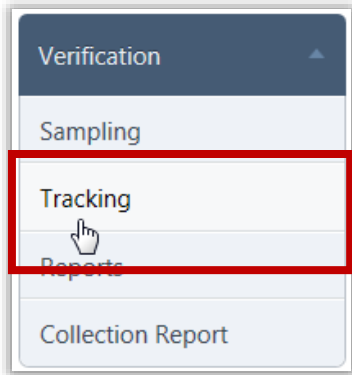 Verification
Sampling
Tracking
Reports
Collection Report